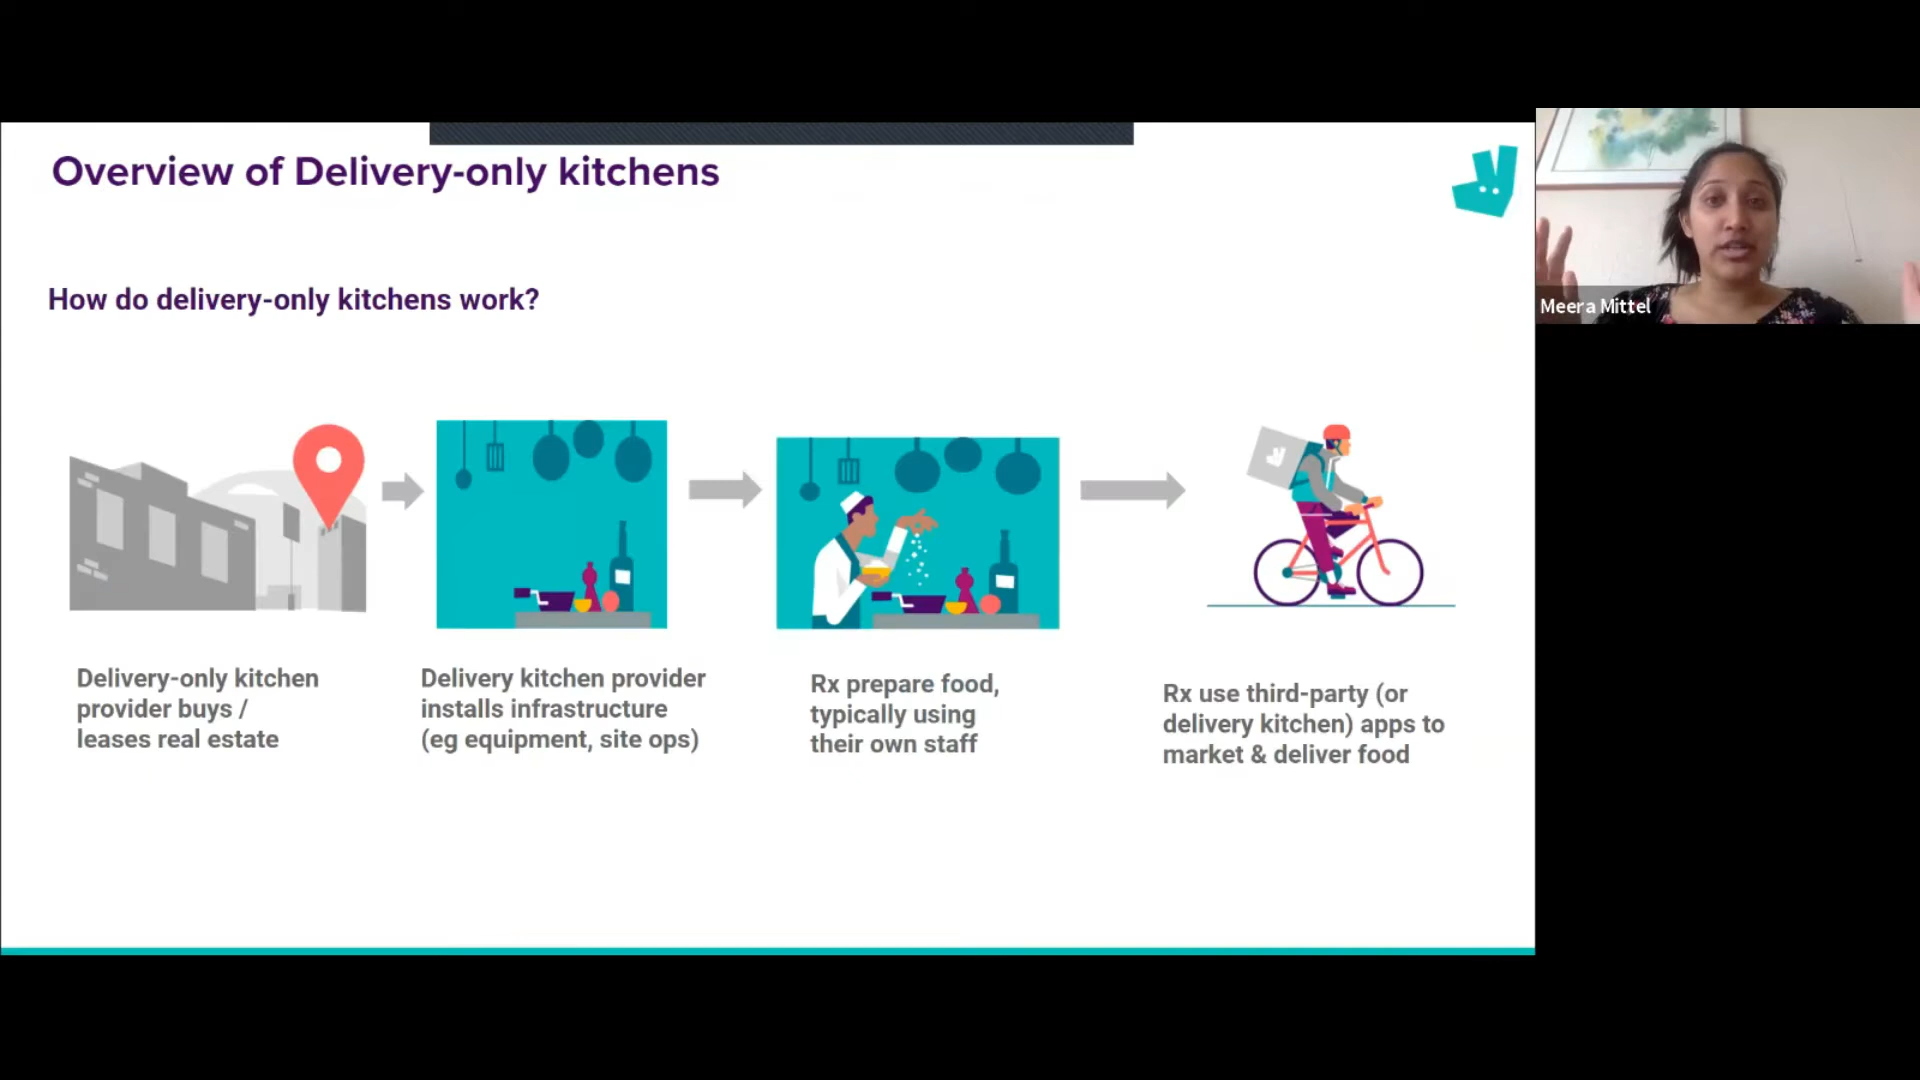 Overview of Delivery-only kitchens
Meera Mittel
How do delivery-only kitchens work?
Delivery-only kitchen
provider buys /
leases real estate
Delivery kitchen provider
installs infrastructure
(eg equipment, site ops)
Rx prepare food,
typically using
their own staff
Rx use third-party (or
delivery kitchen) apps to
market & deliver food